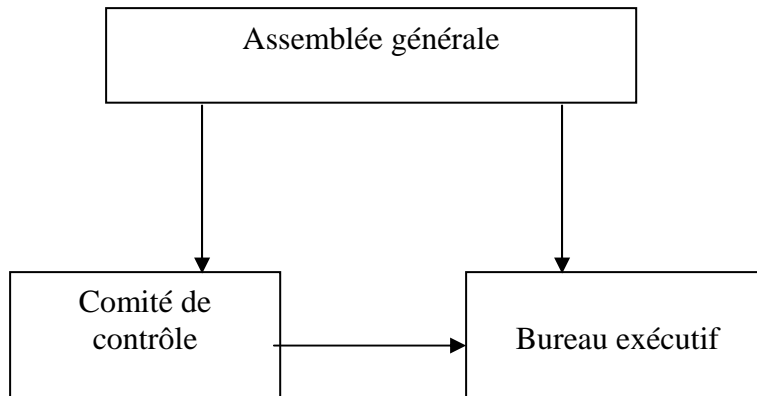 Assemblée générale
Comité de
contrôle
Bureau exécutif